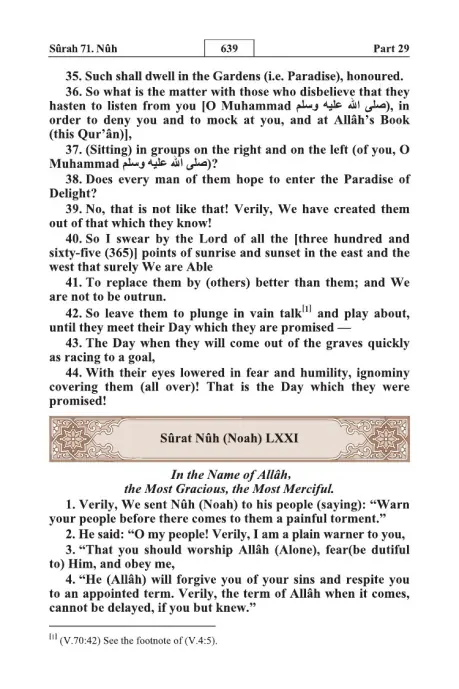 Sûrah 71. Nûh 639 Part 29
35. Such shall dwell in the Gardens (i.e. Paradise), honoured.
36. So what is the matter with those who disbelieve that they
hasten to listen from you [O Muhammad صلى الله عليه وسلم), in
order to deny you and to mock at you, and at Allâh's Book
(this Qur'ân)],
37. (Sitting) in groups on the right and on the left (of you, O
Muhammad صلى الله عليه وسلم)?
38. Does every man of them hope to enter the Paradise of
Delight?
39. No, that is not like that! Verily, We have created them
out of that which they know!
40. So I swear by the Lord of all the [three hundred and
sixty-five (365)] points of sunrise and sunset in the east and the
west that surely We are Able
41. To replace them by (others) better than them; and We
are not to be outrun.
42. So leave them to plunge in vain talk[1] and play about,
until they meet their Day which they are promised —
43. The Day when they will come out of the graves quickly
as racing to a goal,
44. With their eyes lowered in fear and humility, ignominy
covering them (all over)! That is the Day which they were
promised!
Sûrat Nûh (Noah) LXXI
In the Name of Allâh,
the Most Gracious, the Most Merciful.
1. Verily, We sent Nûh (Noah) to his people (saying): “Warn
your people before there comes to them a painful torment.”
2. He said: “O my people! Verily, I am a plain warner to you,
3. “That you should worship Allâh (Alone), fear(be dutiful
to) Him, and obey me,
4. “He (Allâh) will forgive you of your sins and respite you
to an appointed term. Verily, the term of Allâh when it comes,
cannot be delayed, if you but knew.”
[1] (V.70:42) See the footnote of (V.4:5).